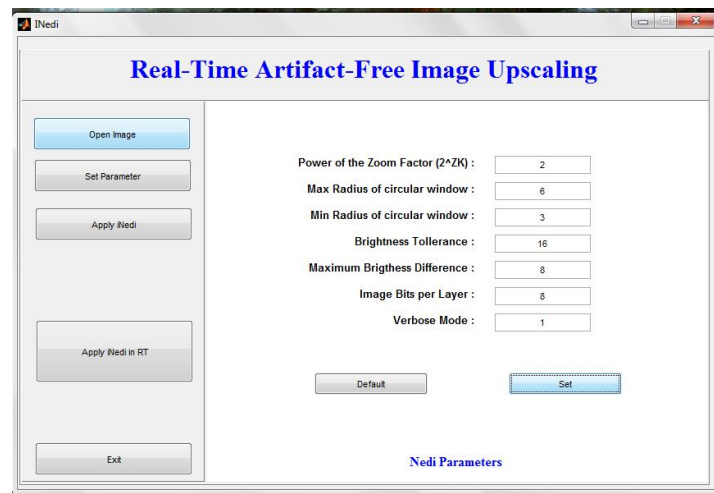 INedi
Real-Time Artifact-Free Image Upscaling
Open Image
Set Parameter
Apply iNedi
Apply iNedi in RT
Exit
Power of the Zoom Factor (2^ZK) : 2
Max Radius of circular window : 6
Min Radius of circular window : 3
Brightness Tollerance : 16
Maximum Brigthess Difference : 8
Image Bits per Layer : 8
Verbose Mode : 1
Default Set
Nedi Parameters